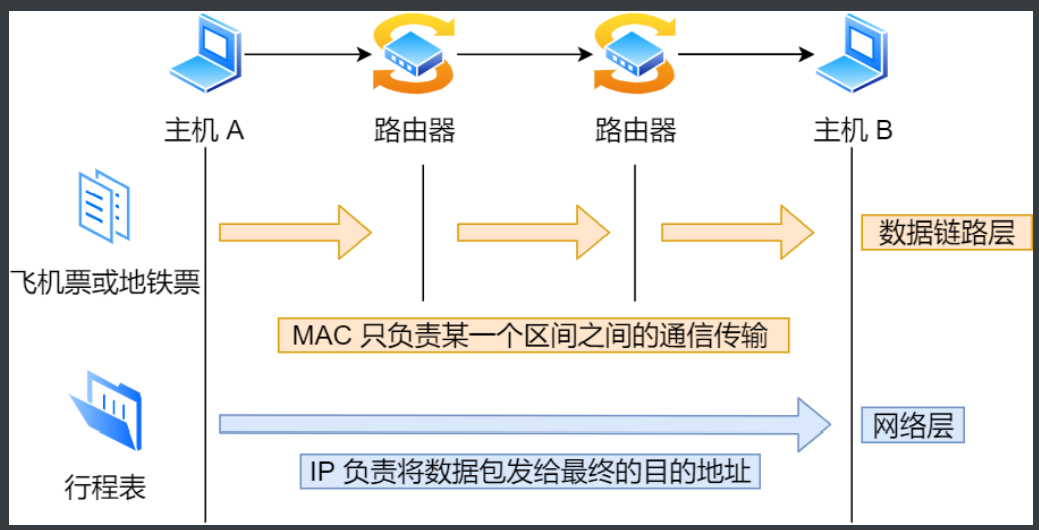 主机 A
路由器
路由器
主机 B
飞机票或地铁票
数据链路层
MAC 只负责某一个区间之间的通信传输
行程表
网络层
IP 负责将数据包发给最终的目的地址